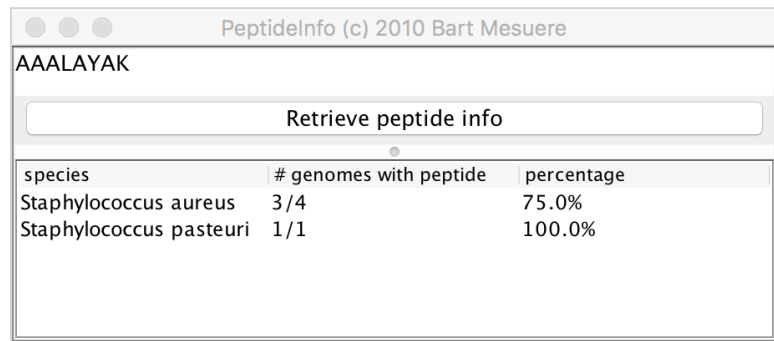 PeptideInfo (c) 2010 Bart Mesuere
AAALAYAK
Retrieve peptide info
species # genomes with peptide percentage
Staphylococcus aureus 3/4 75.0%
Staphylococcus pasteuri 1/1 100.0%